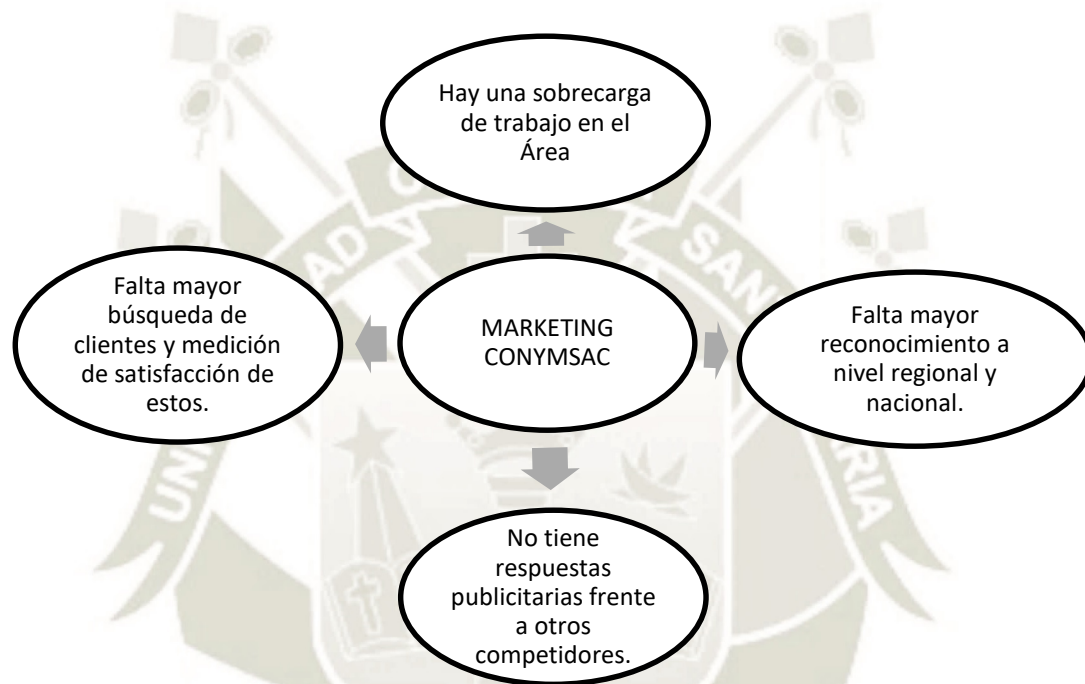 Hay una sobrecarga
de trabajo en el
Área
Falta mayor
búsqueda de
clientes y medición
de satisfacción de
estos.
MARKETING
CONYMSAC
Falta mayor
reconocimiento a
nivel regional y
nacional.
No tiene
respuestas
publicitarias frente
a otros
competidores.